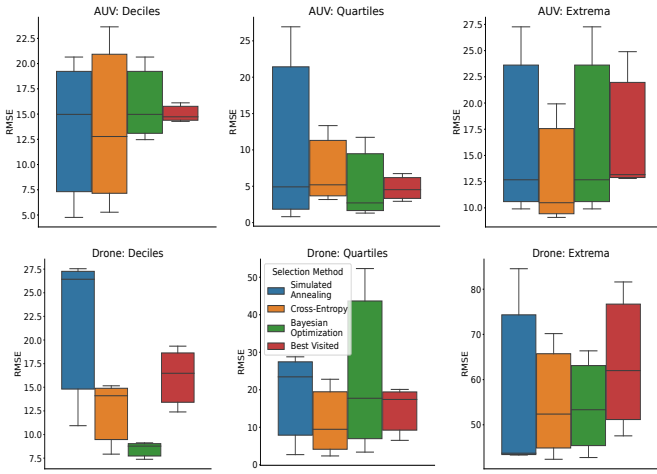 AUV: Deciles
AUV: Quartiles
AUV: Extrema
RMSE
22.5
20.0
17.5
15.0
12.5
10.0
7.5
5.0
RMSE
25
20
15
10
5
0
RMSE
27.5
25.0
22.5
20.0
17.5
15.0
12.5
10.0
Drone: Deciles
Drone: Quartiles
Drone: Extrema
RMSE
27.5
25.0
22.5
20.0
17.5
15.0
12.5
10.0
7.5
RMSE
50
40
30
20
10
0
Selection Method
Simulated
Annealing
Cross-Entropy
Bayesian
Optimization
Best Visited
RMSE
80
70
60
50